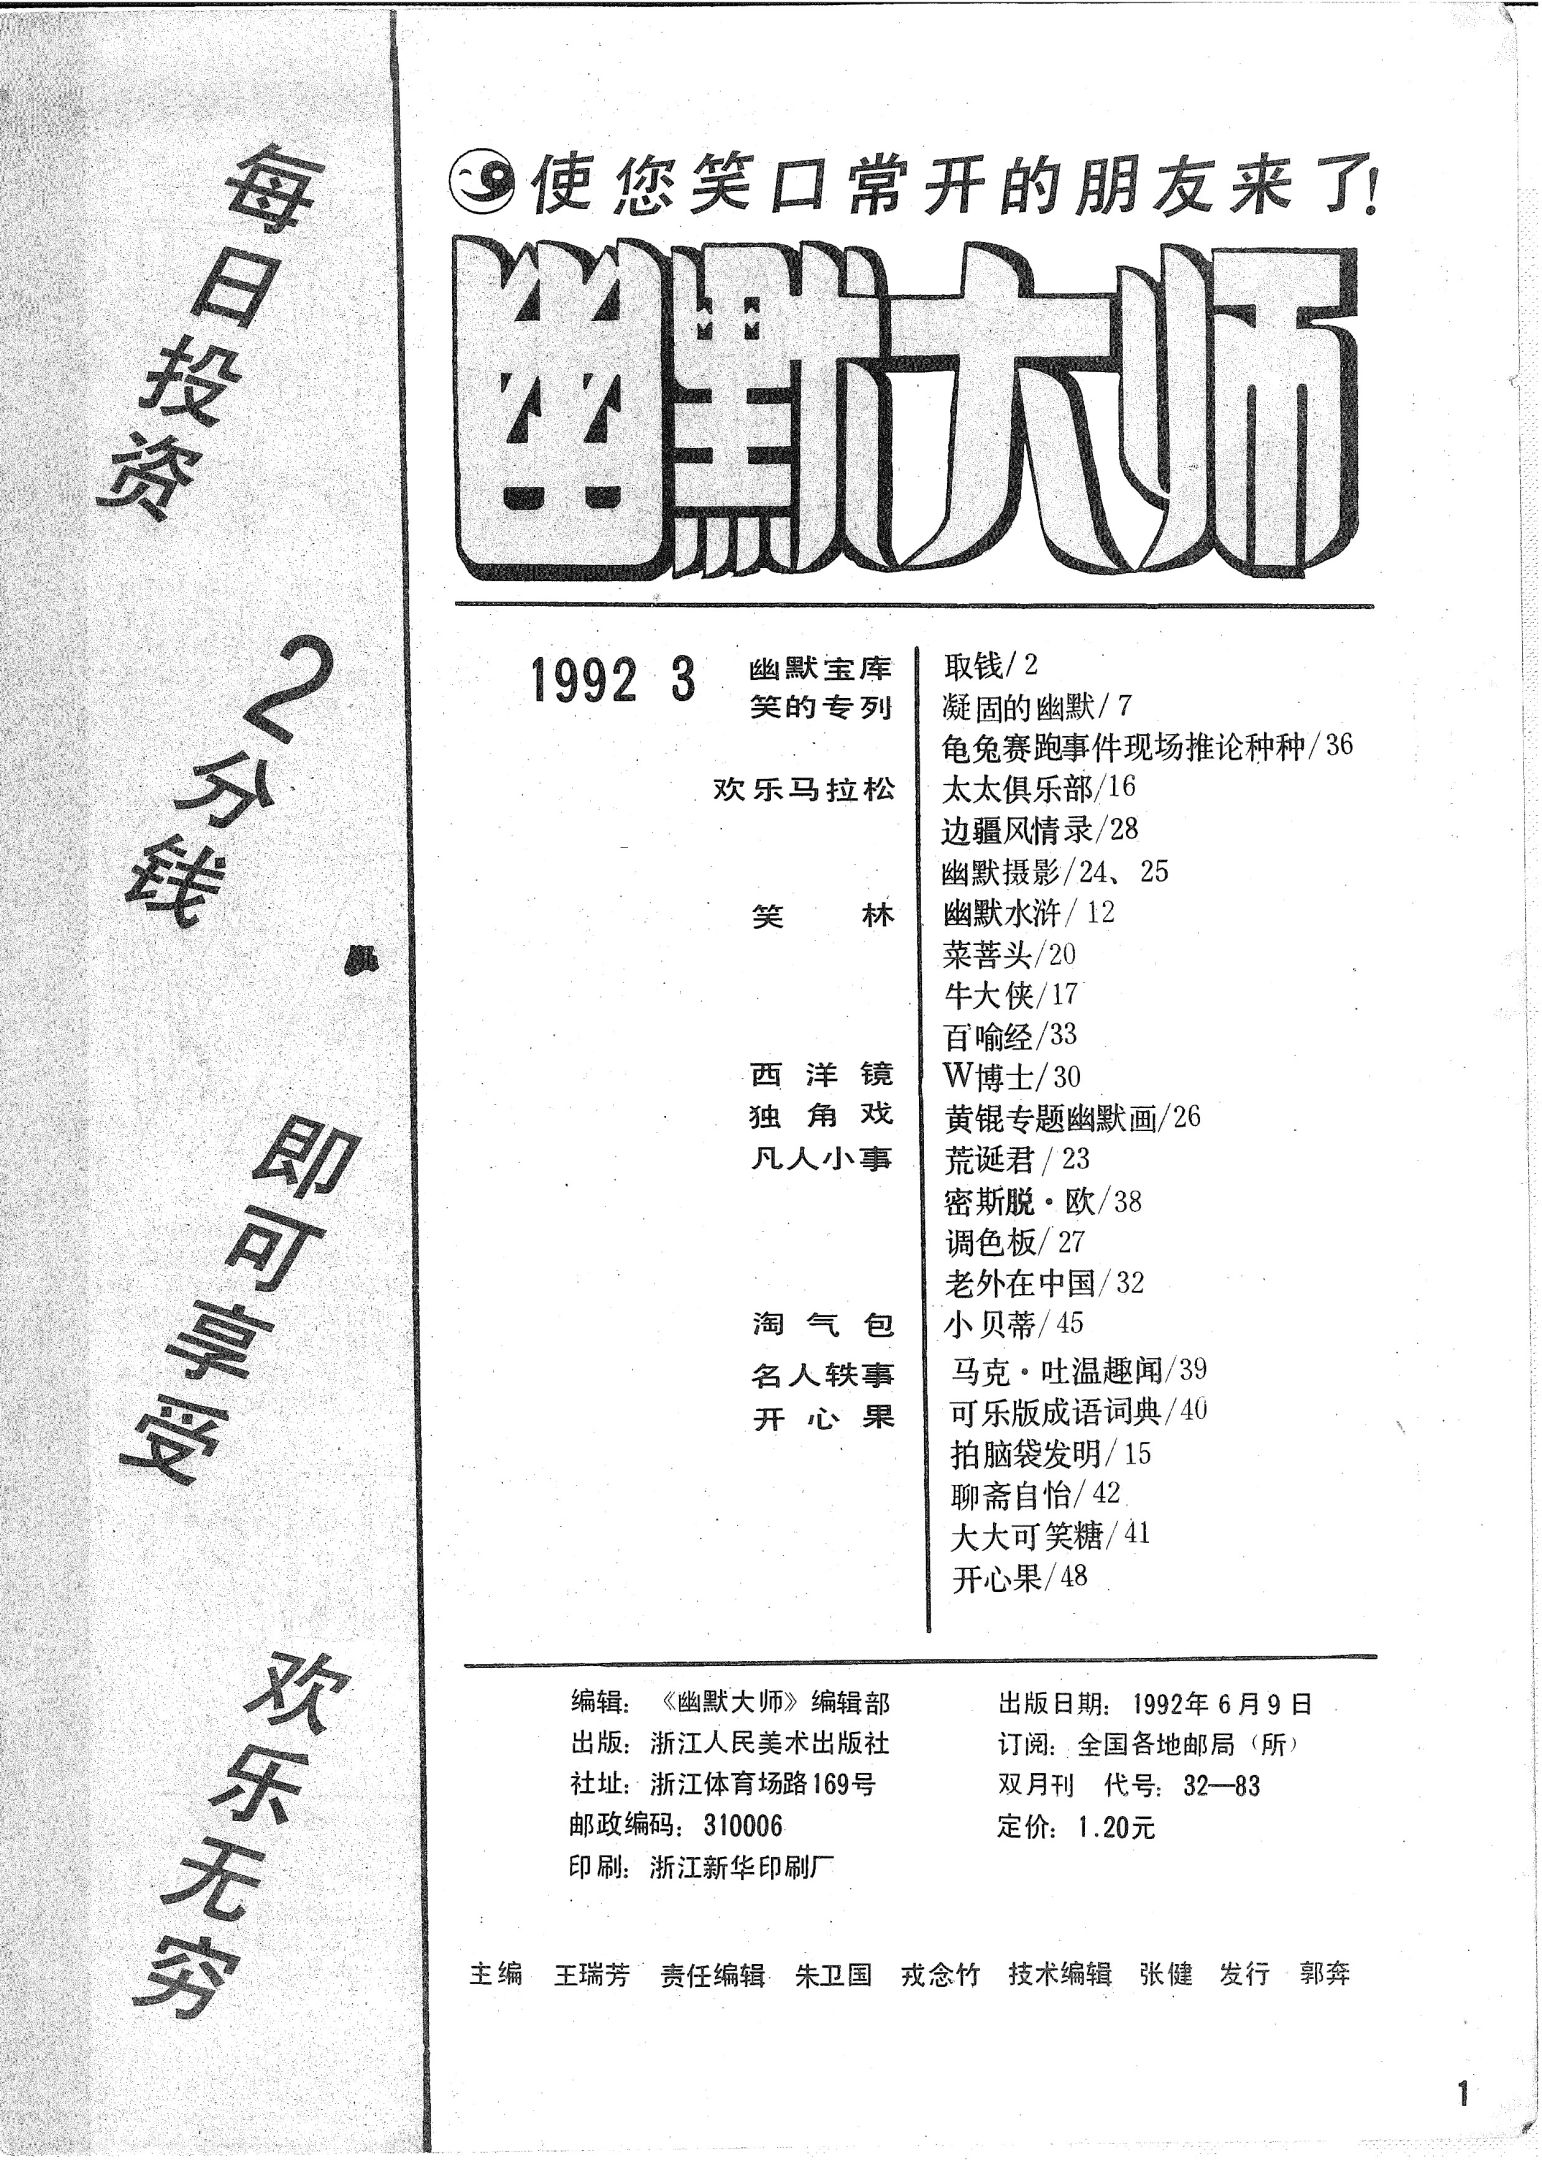 每日投资
2分钱
即可享受
欢乐无穷
使您笑口常开的朋友来了!
幽默大师
1992 3
幽默宝库 取钱/2
笑的专列 凝固的幽默/7
龟兔赛跑事件现场推论种种/36
欢乐马拉松 太太俱乐部/16
边疆风情录/28
幽默摄影/24、25
笑林 幽默水浒/12
菜菩头/20
牛大侠/17
百喻经/33
西洋镜 W博士/30
独角戏 黄锟专题幽默画/26
凡人小事 荒诞君/23
密斯脱·欧/38
调色板/27
老外在中国/32
淘气包 小贝蒂/45
名人轶事 马克·吐温趣闻/39
开心果 可乐版成语词典/40
拍脑袋发明/15
聊斋自怡/42
大大可笑糖/41
开心果/48
编辑：《幽默大师》编辑部
出版：浙江人民美术出版社
社址：浙江体育场路169号
邮政编码：310006
印刷：浙江新华印刷厂
出版日期：1992年6月9日
订阅：全国各地邮局（所）
双月刊 代号：32—83
定价：1.20元
主编 王瑞芳 责任编辑 朱卫国 戎念竹 技术编辑 张健 发行 郭奔
1